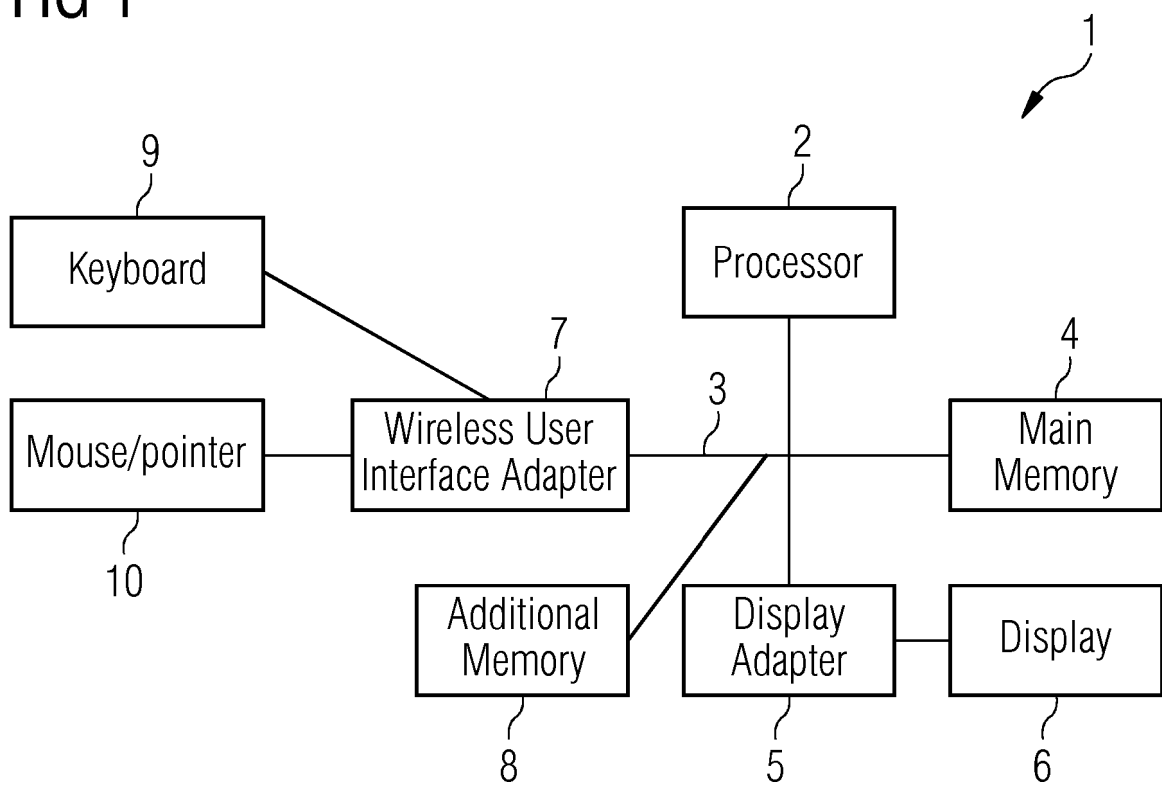 1
2
9
Processor
Keyboard
7
4
3
Wireless User
Interface Adapter
Main
Memory
Mouse/pointer
10
Additional
Memory
Display
Adapter
Display
8
5
6